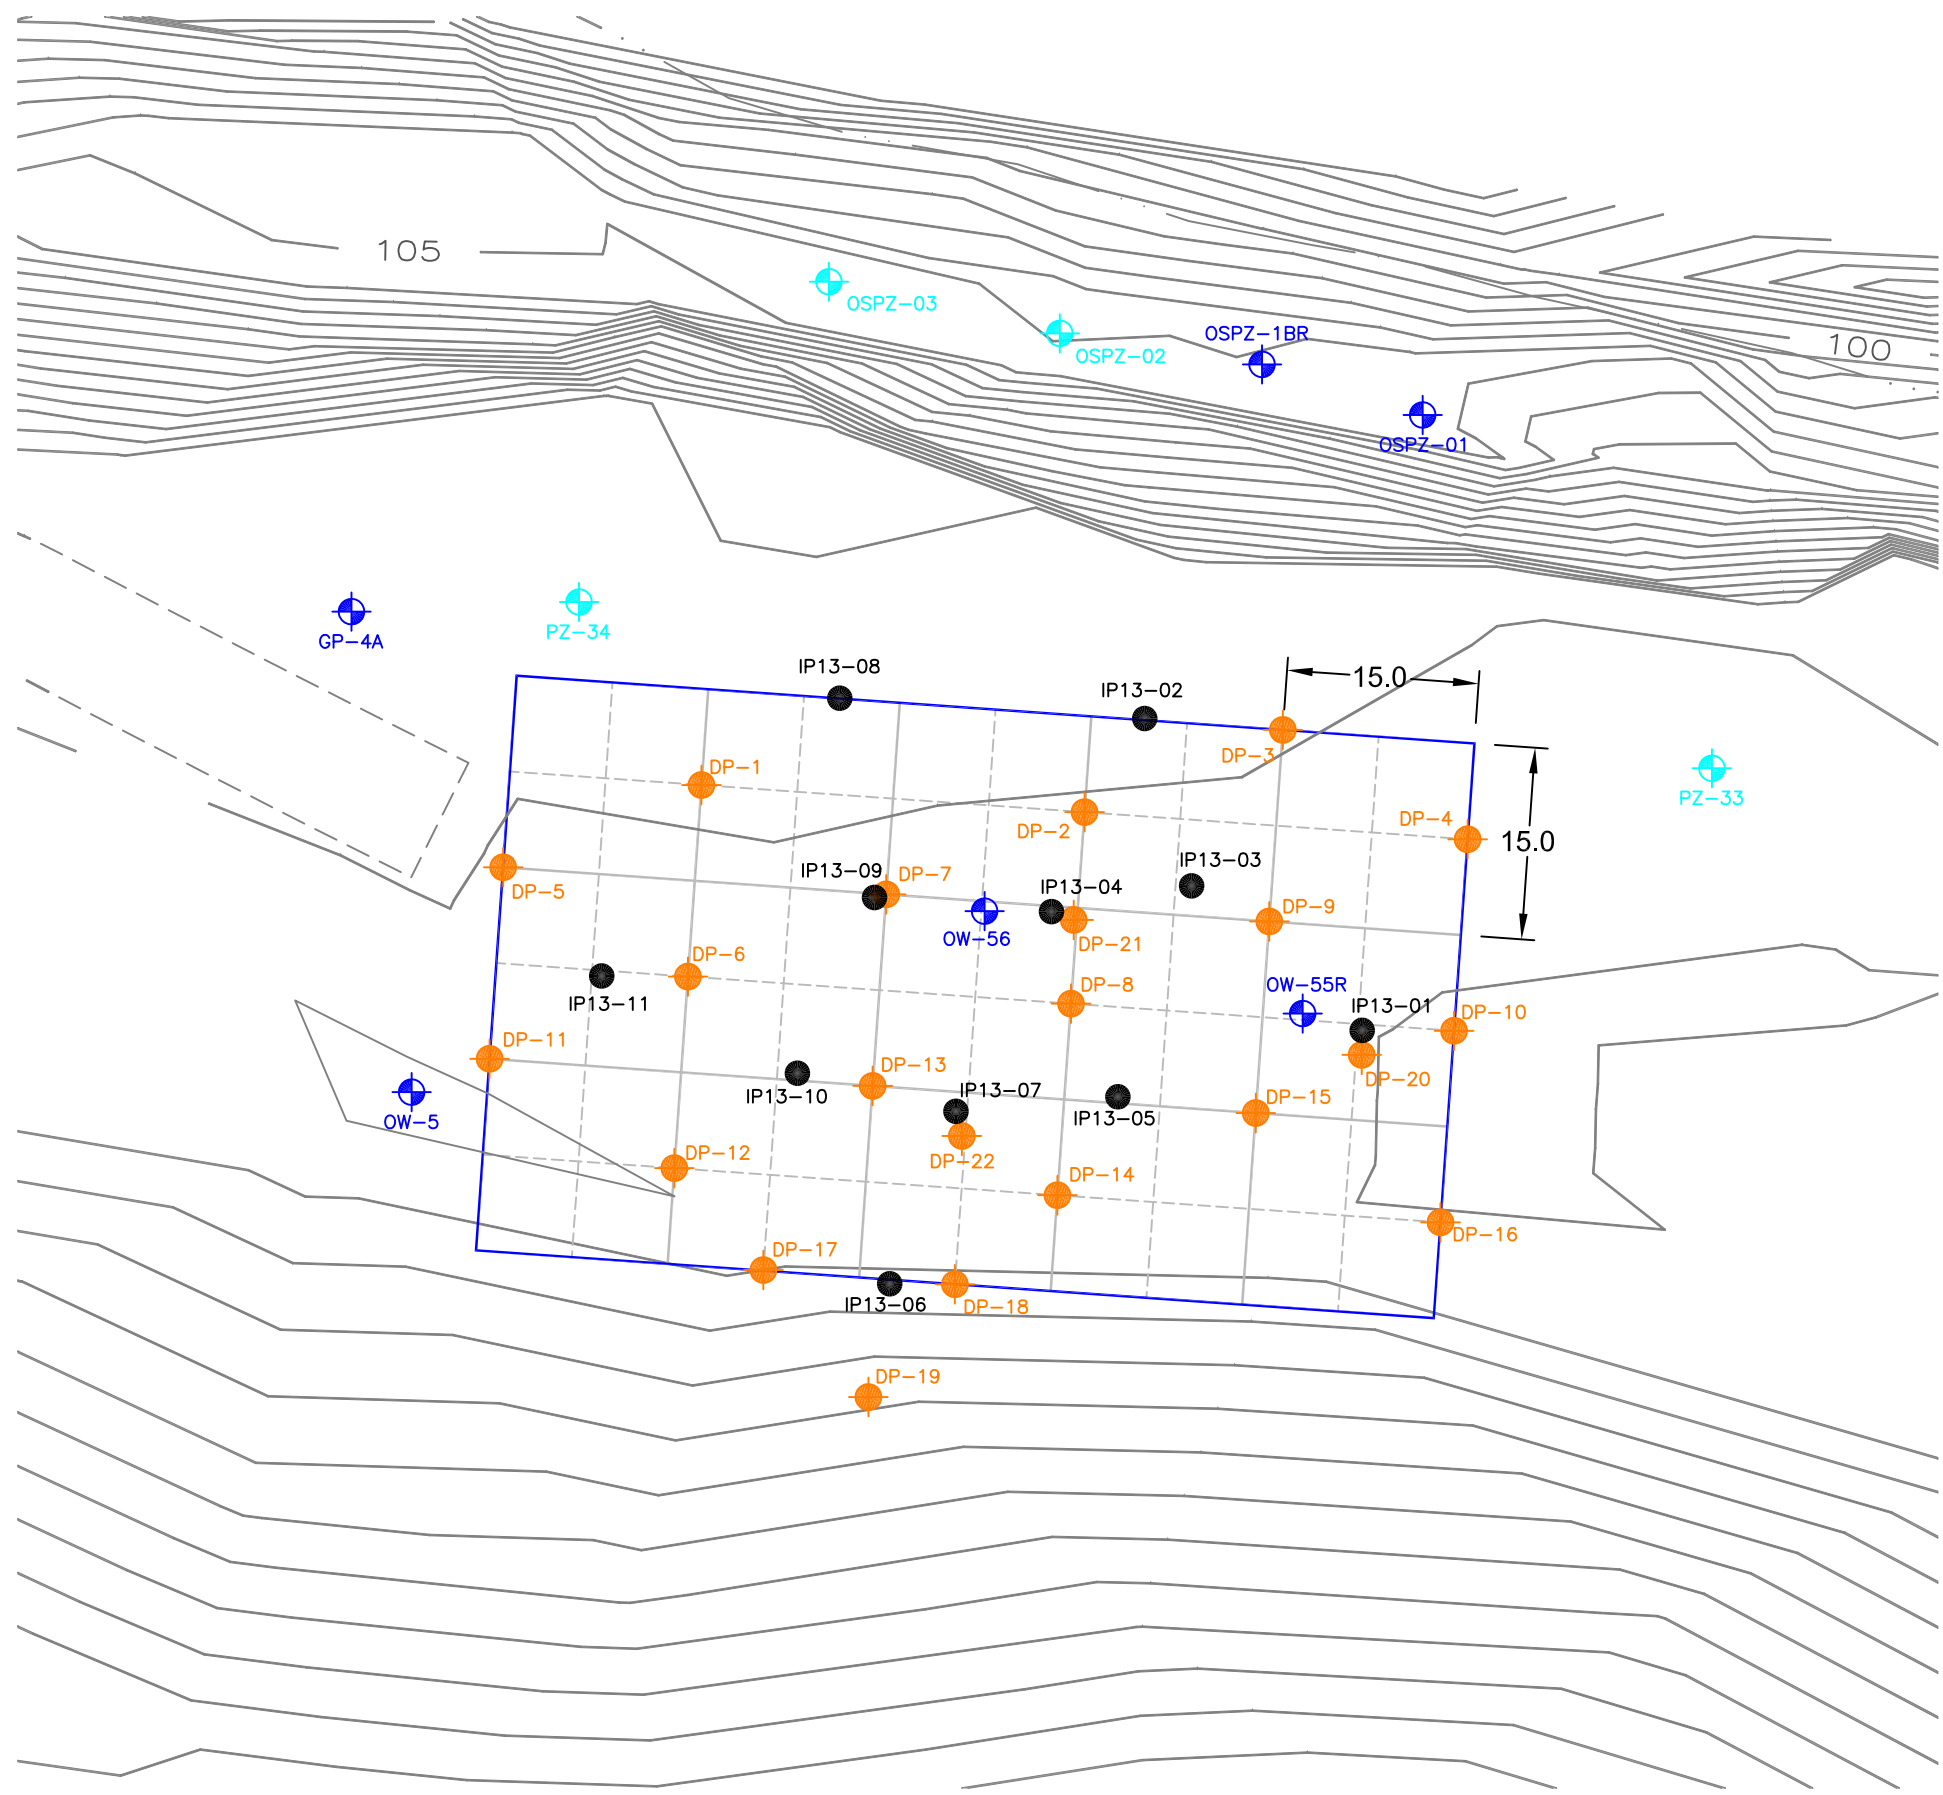 105
OSPZ-03
OSPZ-02
OSPZ-1BR
100
OSPZ-01
GP-4A
PZ-34
IP13-08
IP13-02
15.0
DP-3
DP-1
PZ-33
DP-2
DP-4
15.0
IP13-03
IP13-09
DP-7
IP13-04
DP-5
DP-9
OW-56
DP-21
DP-6
DP-8
OW-55R
IP13-11
IP13-01
DP-10
DP-11
DP-13
DP-20
IP13-10
IP13-07
IP13-05
DP-15
OW-5
DP-12
DP-22
DP-14
DP-16
DP-17
IP13-06
DP-18
DP-19